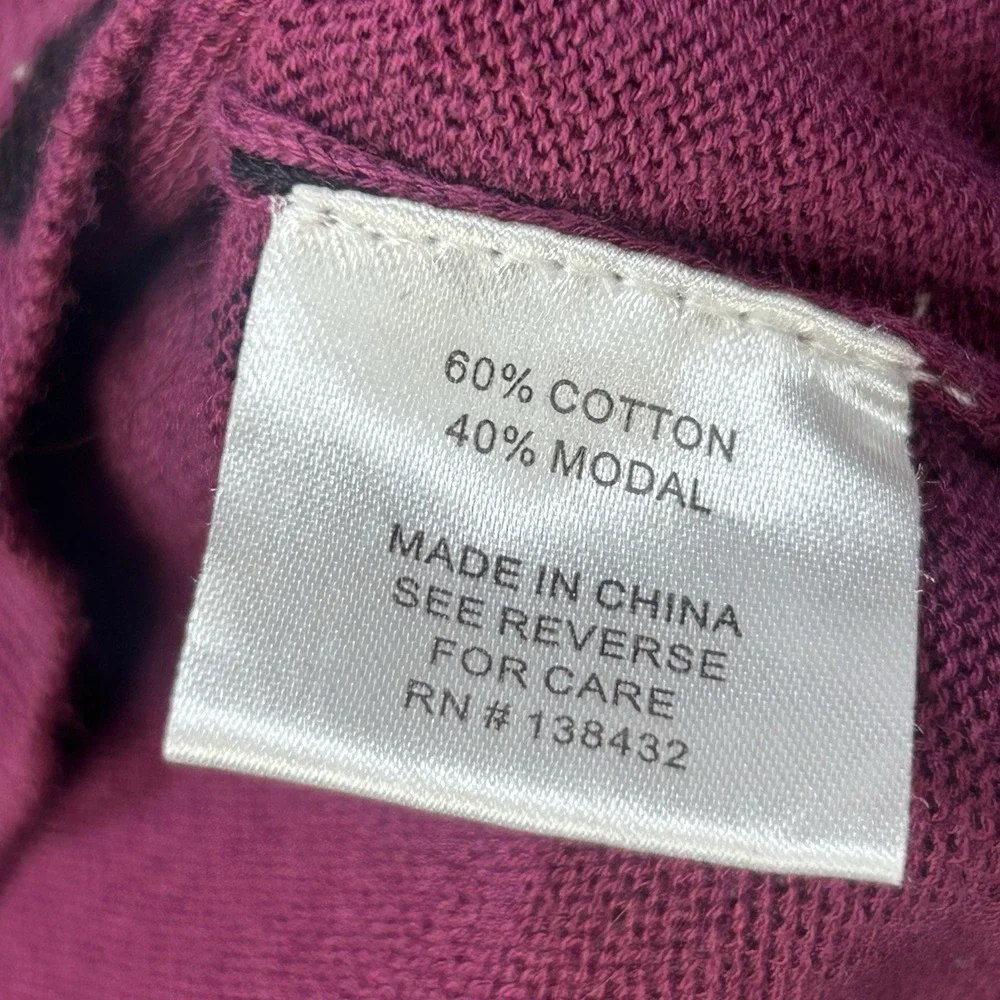 60% COTTON
40% MODAL
MADE IN CHINA
SEE REVERSE
FOR CARE
RN # 138432